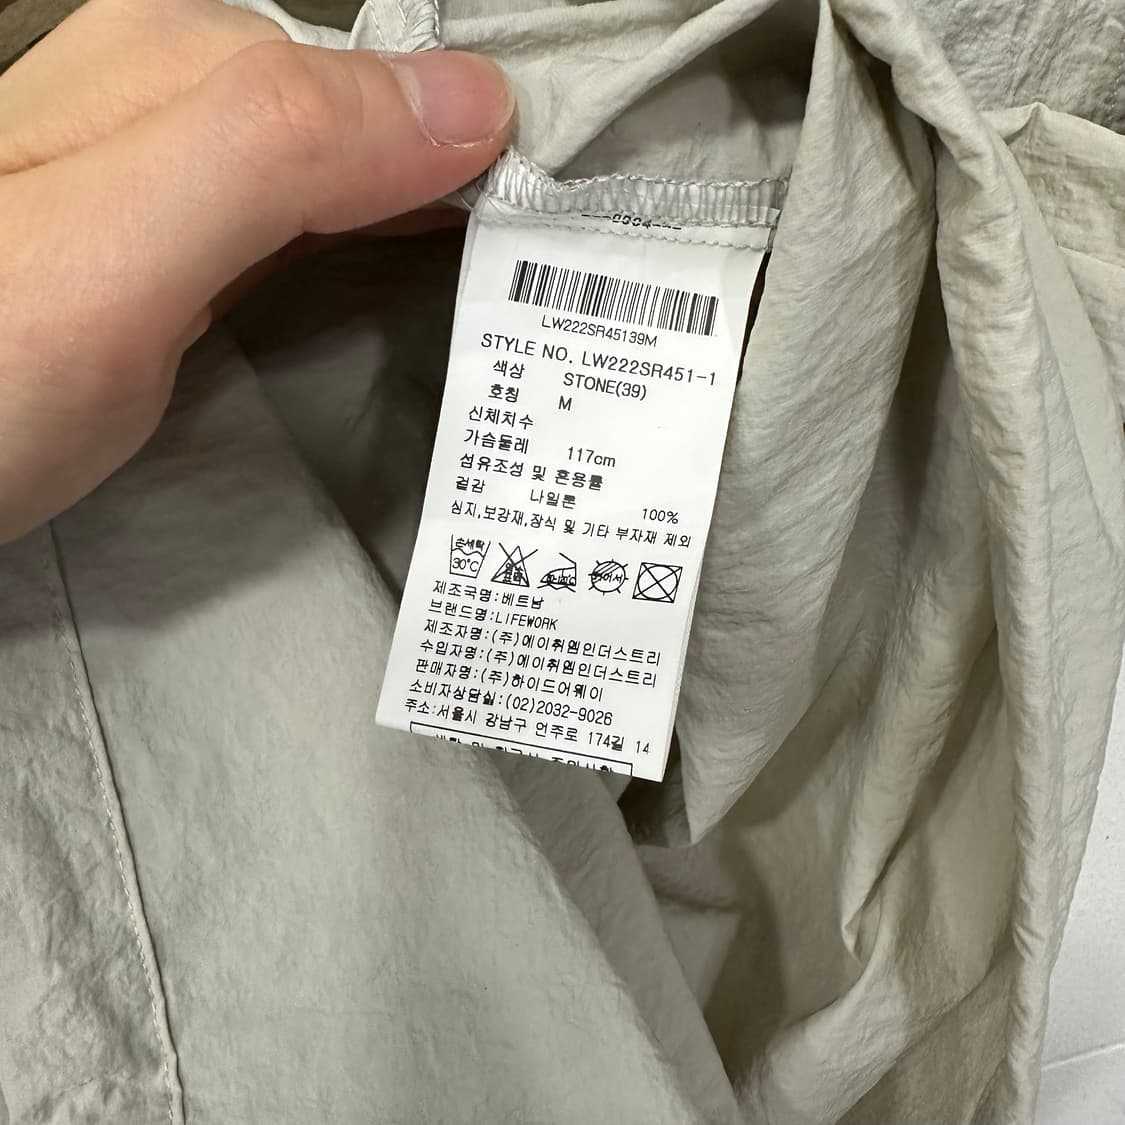 LW222SR45139M
STYLE NO. LW222SR451-1
색상 STONE(39)
호칭 M
신체치수
가슴둘레 117cm
섬유조성 및 혼용률
겉감 나일론 100%
심지,보강재,장식 및 기타 부자재 제외
손세탁
30°C
제조국명:베트남
브랜드명:LIFEWORK
제조자명:(주)에이취엠인더스트리
수입자명:(주)에이취엠인더스트리
판매자명:(주)하이드어웨이
소비자상담실:(02)2032-9026
주소:서울시 강남구 언주로 174길 14